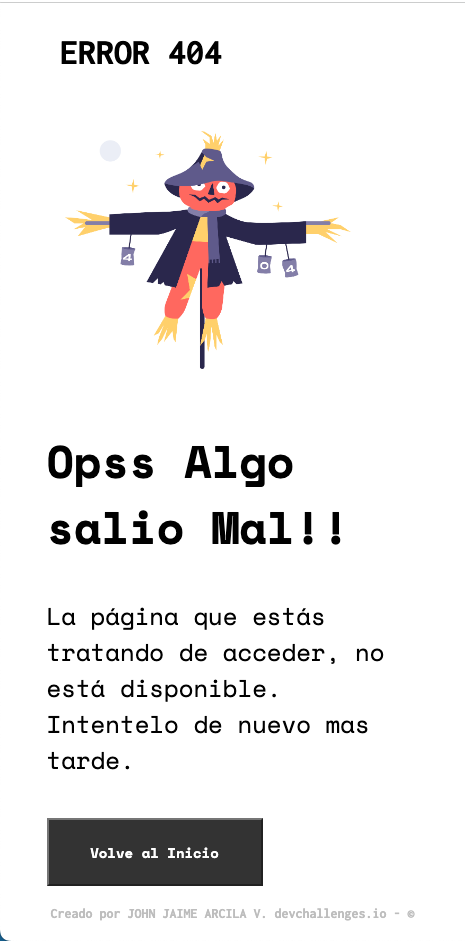 ERROR 404
4
0
4
Opss Algo
salio Mal!!
La página que estás
tratando de acceder, no
está disponible.
Intentelo de nuevo mas
tarde.
Volve al Inicio
Creado por JOHN JAIME ARCILA V. devchallenges.io - ©